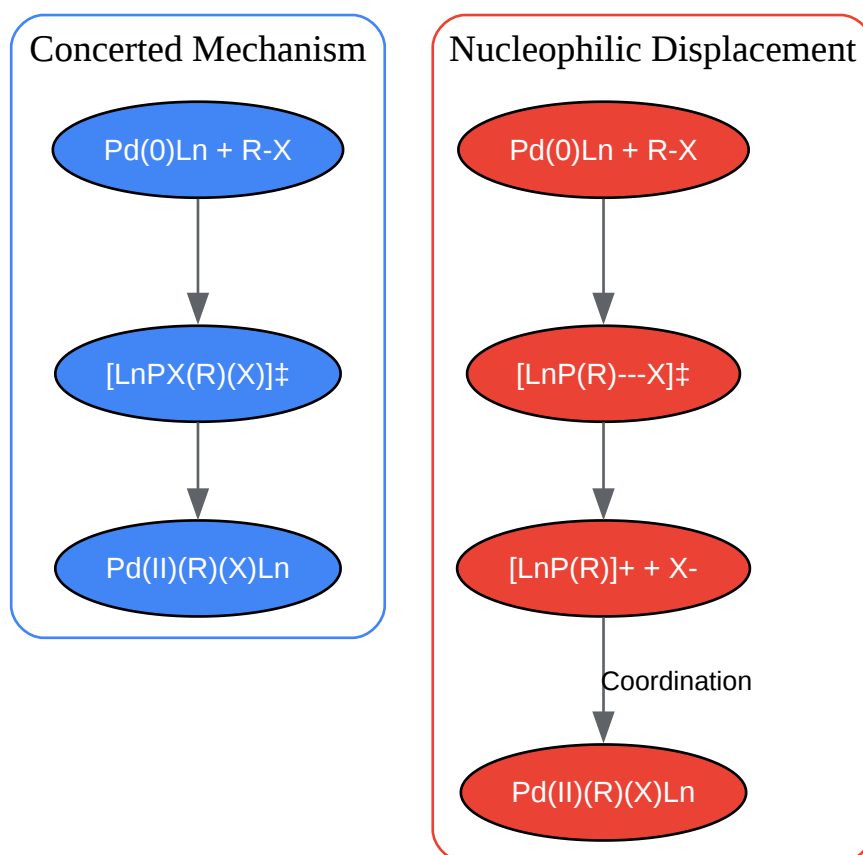 Concerted Mechanism
Pd(0)Ln + R-X
[LnPX(R)(X)]‡
Pd(II)(R)(X)Ln
Nucleophilic Displacement
Pd(0)Ln + R-X
[LnP(R)---X]‡
[LnP(R)]+ + X-
Coordination
Pd(II)(R)(X)Ln